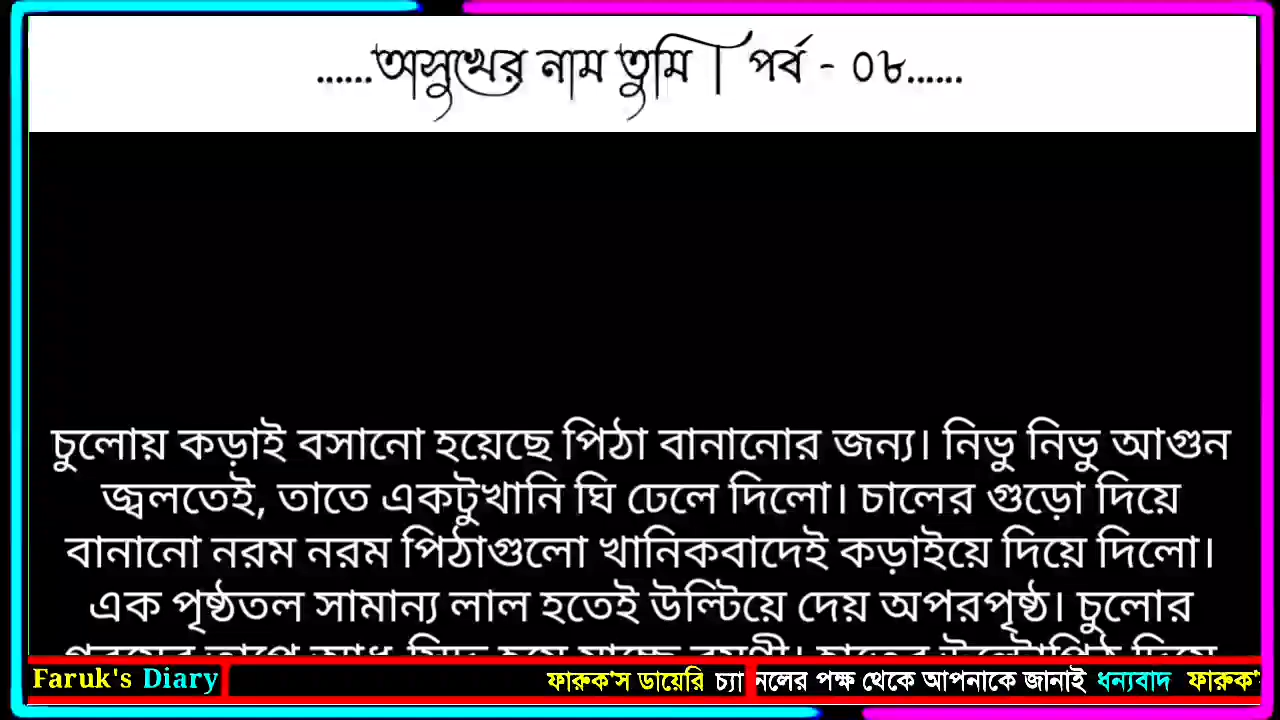 ......অসুখের নাম তুমি | পর্ব - ০৮......
চুলোয় কড়াই বসানো হয়েছে পিঠা বানানোর জন্য। নিভু নিভু আগুন
জ্বলতেই, তাতে একটুখানি ঘি ঢেলে দিলো। চালের গুড়ো দিয়ে
বানানো নরম নরম পিঠাগুলো খানিকবাদেই কড়াইয়ে দিয়ে দিলো।
এক পৃষ্ঠতল সামান্য লাল হতেই উল্টিয়ে দেয় অপরপৃষ্ঠ। চুলোর
Faruk's Diary ফারুক'স ডায়েরি চ্যানেলের পক্ষ থেকে আপনাকে জানাই ধন্যবাদ ফারুক'